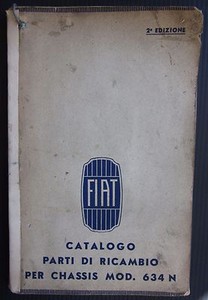 2ª EDIZIONE
FIAT
CATALOGO
PARTI DI RICAMBIO
PER CHASSIS MOD. 634 N